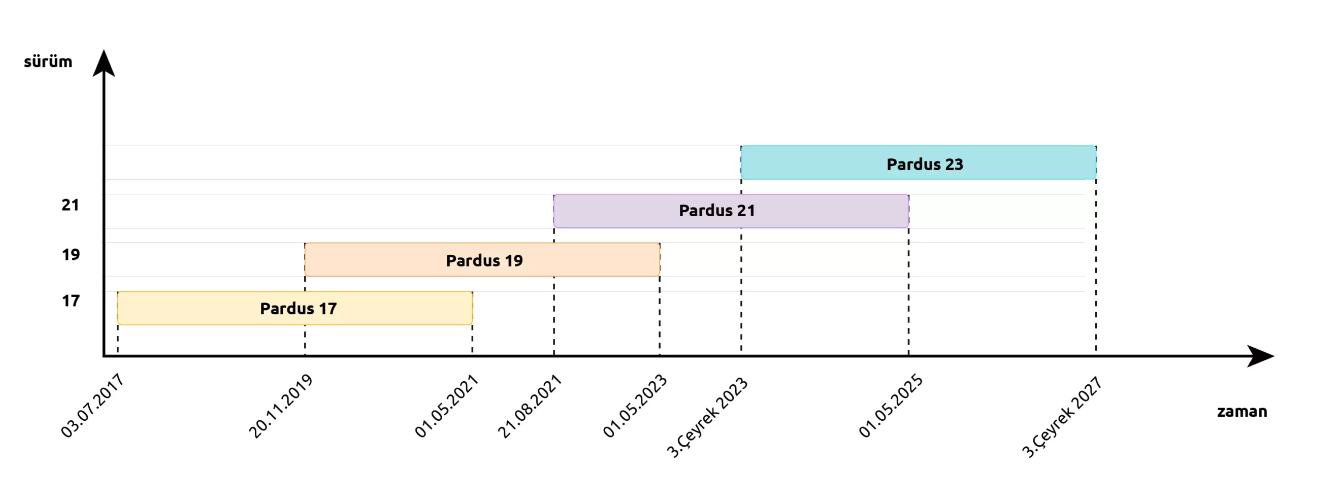 sürüm
Pardus 23
21
Pardus 21
19
Pardus 19
17
Pardus 17
03.07.2017
20.11.2019
01.05.2021
21.08.2021
01.05.2023
3.Çeyrek 2023
01.05.2025
3.Çeyrek 2027
zaman